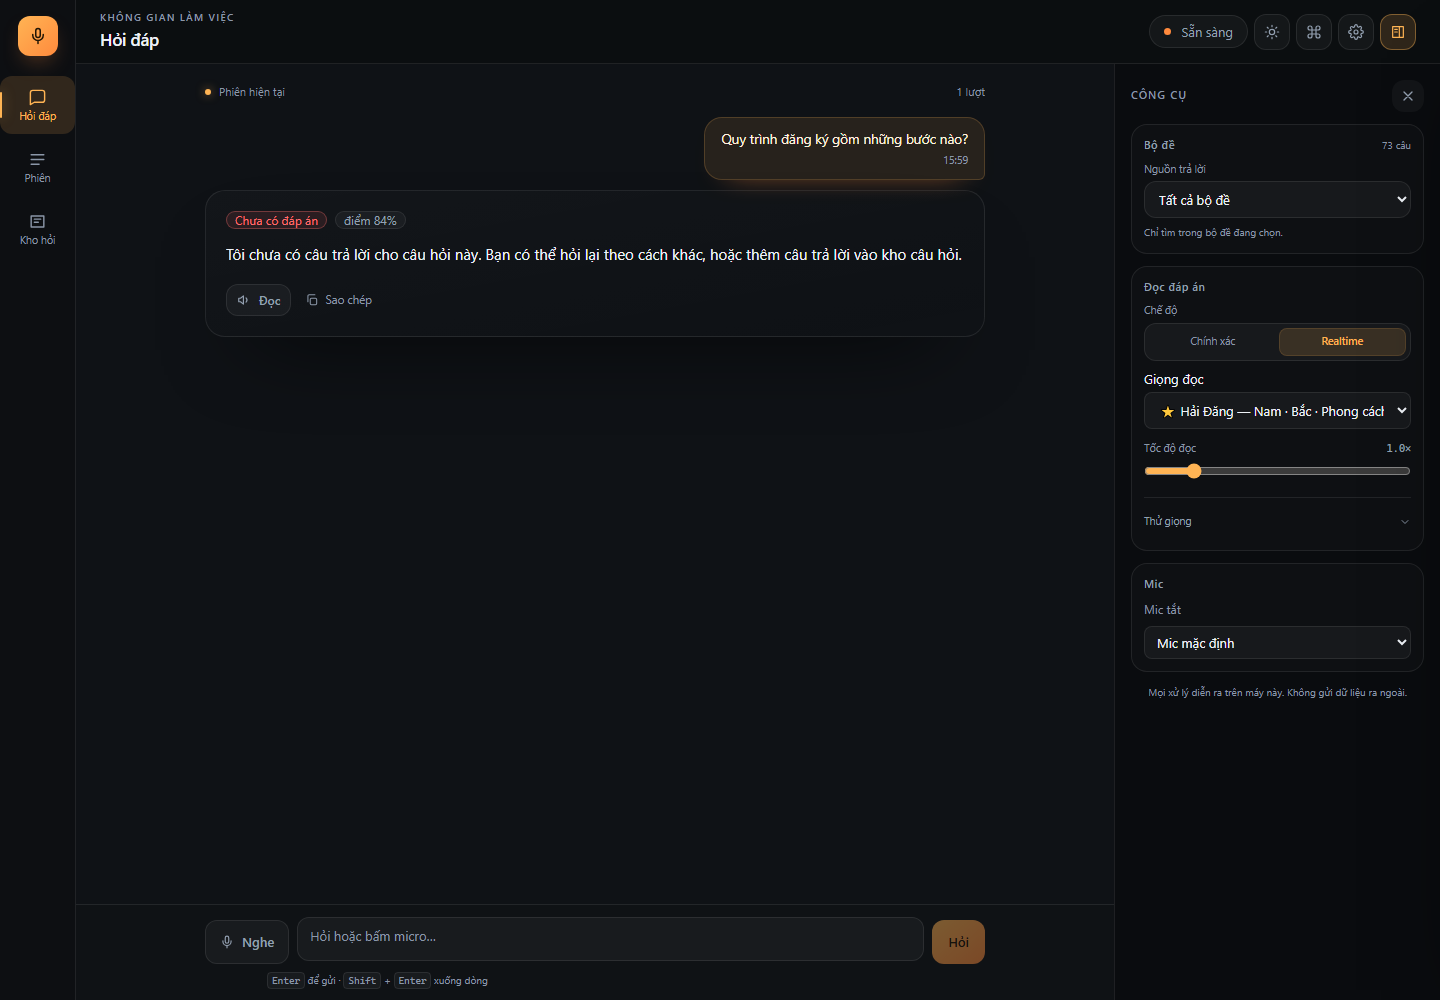 KHÔNG GIAN LÀM VIỆC
Hỏi đáp
Sẵn sàng
Hỏi đáp
Phiên
Kho hỏi
Phiên hiện tại
1 lượt
Quy trình đăng ký gồm những bước nào?
15:59
Chưa có đáp án
điểm 84%
Tôi chưa có câu trả lời cho câu hỏi này. Bạn có thể hỏi lại theo cách khác, hoặc thêm câu trả lời vào kho câu hỏi.
Đọc
Sao chép
Nghe
Hỏi hoặc bấm micro...
Hỏi
Enter để gửi · Shift + Enter xuống dòng
CÔNG CỤ
Bộ đề
73 câu
Nguồn trả lời
Tất cả bộ đề
Chỉ tìm trong bộ đề đang chọn.
Đọc đáp án
Chế độ
Chính xác
Realtime
Giọng đọc
★ Hải Đăng — Nam · Bắc · Phong cách
Tốc độ đọc
1.0×
Thử giọng
Mic
Mic tắt
Mic mặc định
Mọi xử lý diễn ra trên máy này. Không gửi dữ liệu ra ngoài.